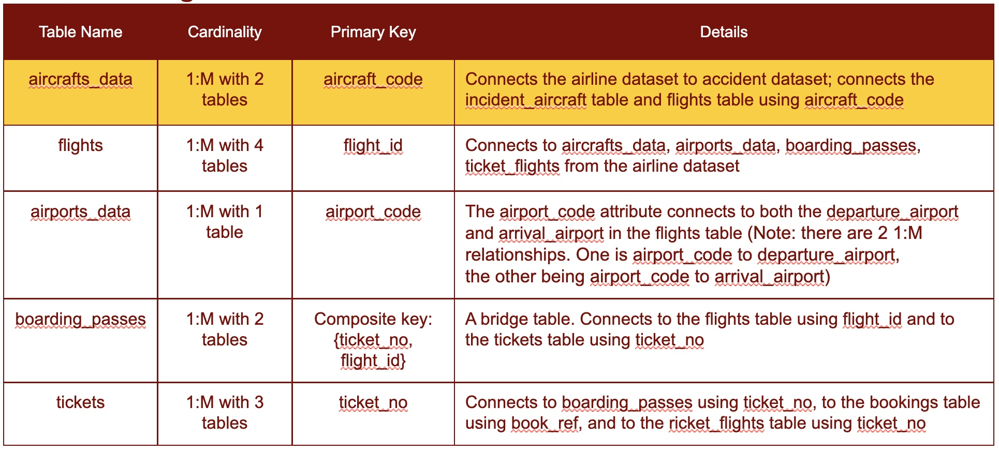 Table Name Cardinality Primary Key Details
aircrafts_data 1:M with 2 aircraft_code Connects the airline dataset to accident dataset; connects the
tables incident_aircraft table and flights table using aircraft_code
flights 1:M with 4 flight_id Connects to aircrafts_data, airports_data, boarding_passes,
tables ticket_flights from the airline dataset
airports_data 1:M with 1 airport_code The airport_code attribute connects to both the departure_airport
table and arrival_airport in the flights table (Note: there are 2 1:M
relationships. One is airport_code to departure_airport,
the other being airport_code to arrival_airport)
boarding_passes 1:M with 2 Composite key: A bridge table. Connects to the flights table using flight_id and to
tables {ticket_no, the tickets table using ticket_no
flight_id}
tickets 1:M with 3 ticket_no Connects to boarding_passes using ticket_no, to the bookings table
tables using book_ref, and to the ricket_flights table using ticket_no